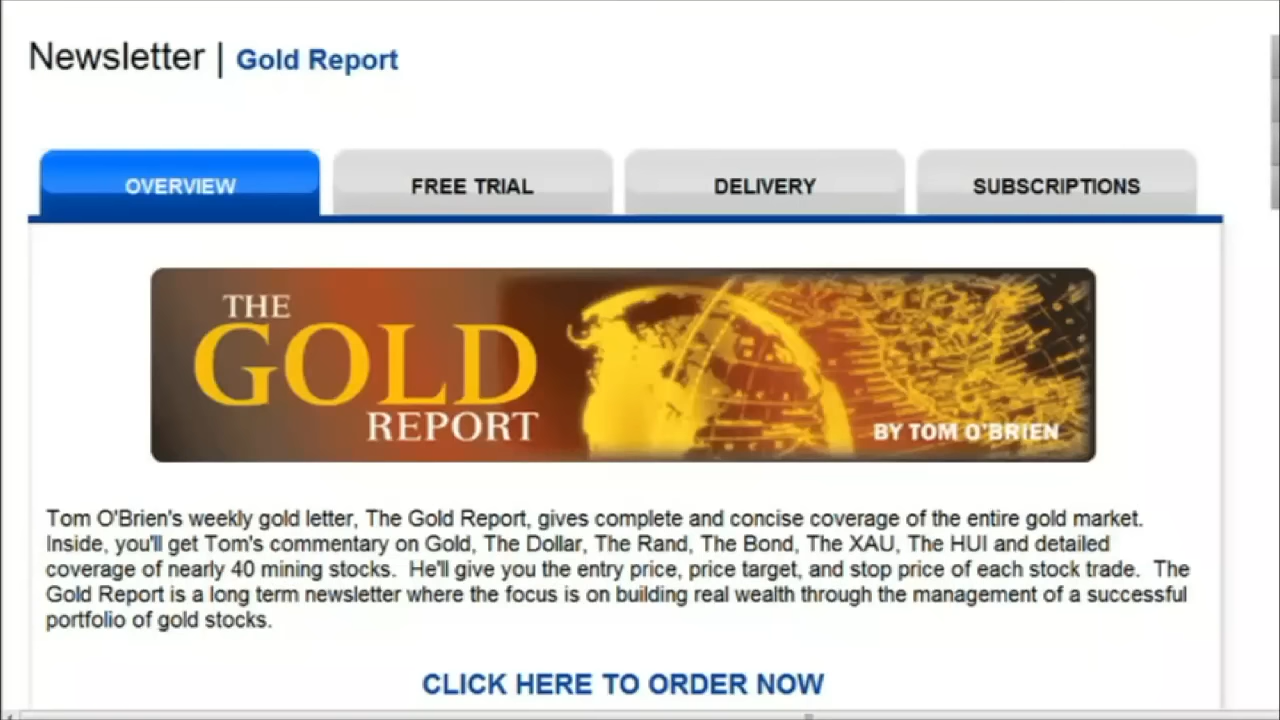 Newsletter | Gold Report
OVERVIEW
FREE TRIAL
DELIVERY
SUBSCRIPTIONS
THE
GOLD
REPORT
BY TOM O'BRIEN
Tom O'Brien's weekly gold letter, The Gold Report, gives complete and concise coverage of the entire gold market.
Inside, you'll get Tom's commentary on Gold, The Dollar, The Rand, The Bond, The XAU, The HUI and detailed
coverage of nearly 40 mining stocks.  He'll give you the entry price, price target, and stop price of each stock trade.  The
Gold Report is a long term newsletter where the focus is on building real wealth through the management of a successful
portfolio of gold stocks.
CLICK HERE TO ORDER NOW